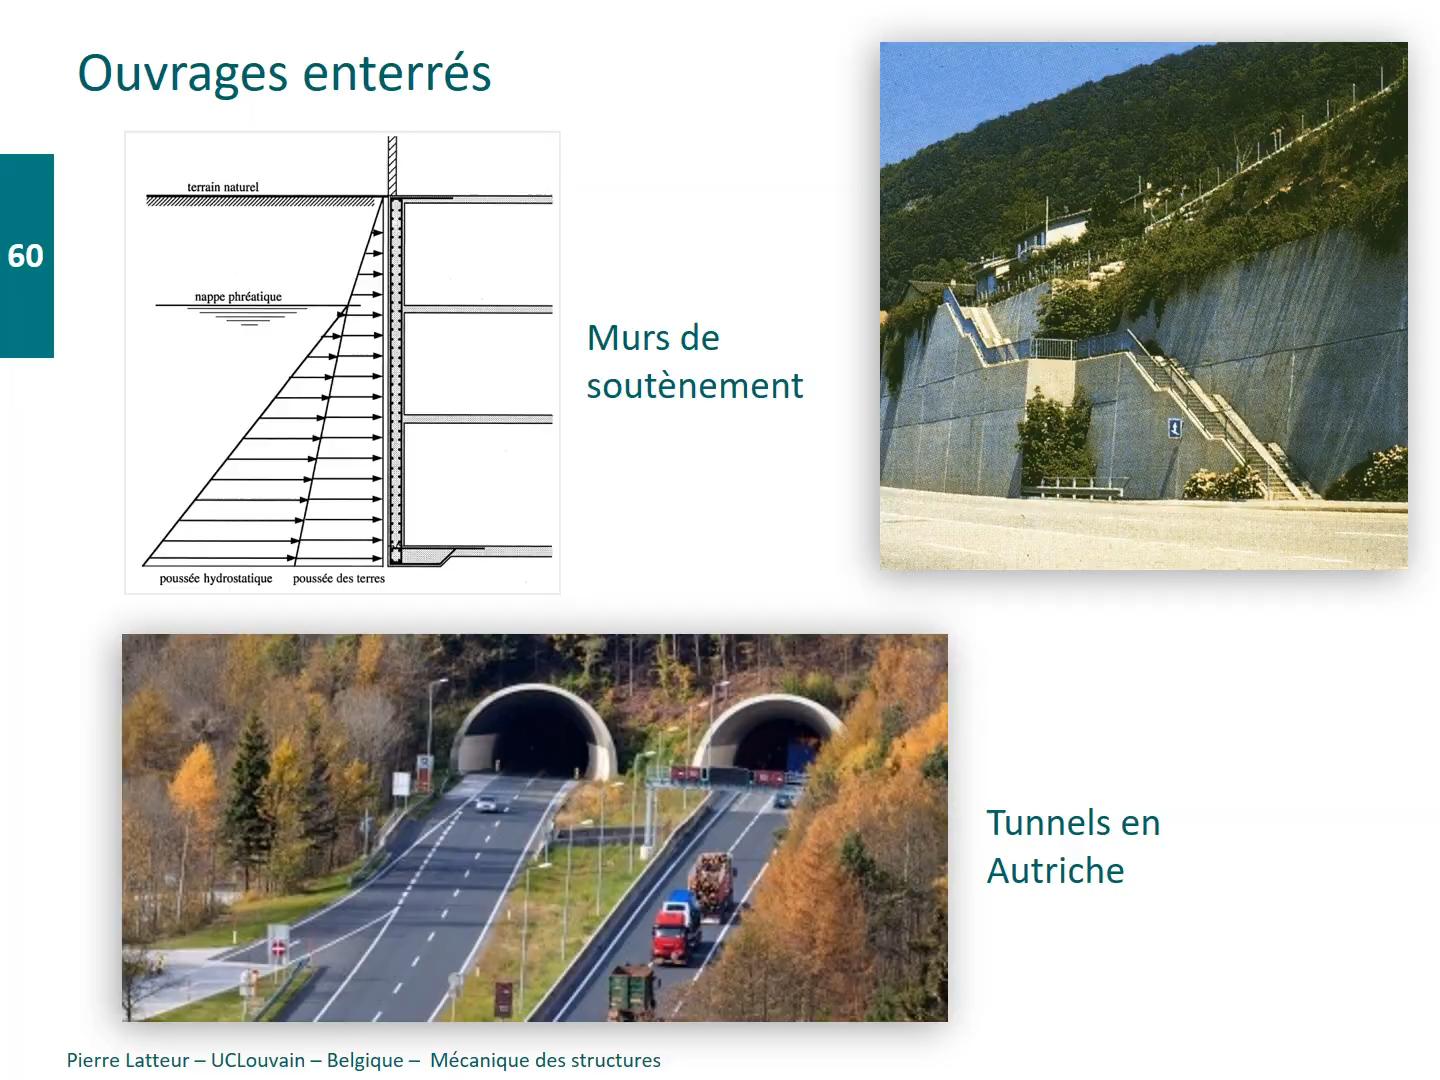 Ouvrages enterrés
60
terrain naturel
nappe phréatique
poussée hydrostatique
poussée des terres
Murs de
soutènement
Tunnels en
Autriche
Pierre Latteur – UCLouvain – Belgique – Mécanique des structures